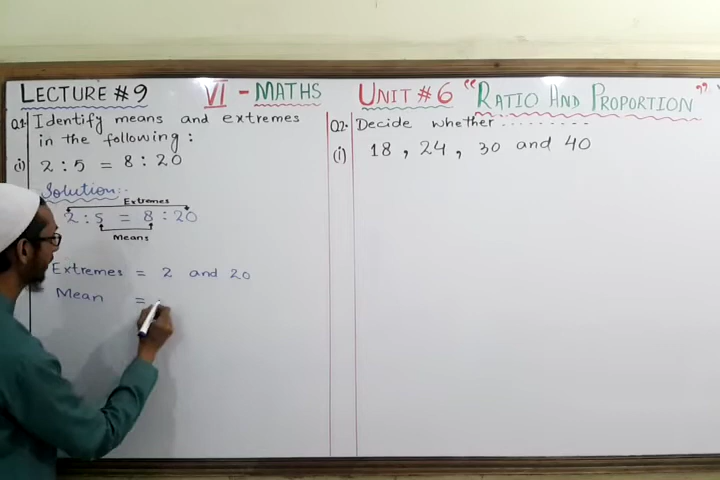 LECTURE #9
VI - MATHS
UNIT #6 "RATIO AND PROPORTION"
Q1. Identify means and extremes
in the following :
(i) 2 : 5 = 8 : 20
Solution:-
Extremes
2 : 5 = 8 : 20
Means
Extremes = 2 and 20
Mean =
Q2. Decide whether ..........
(i) 18 , 24 , 30 and 40